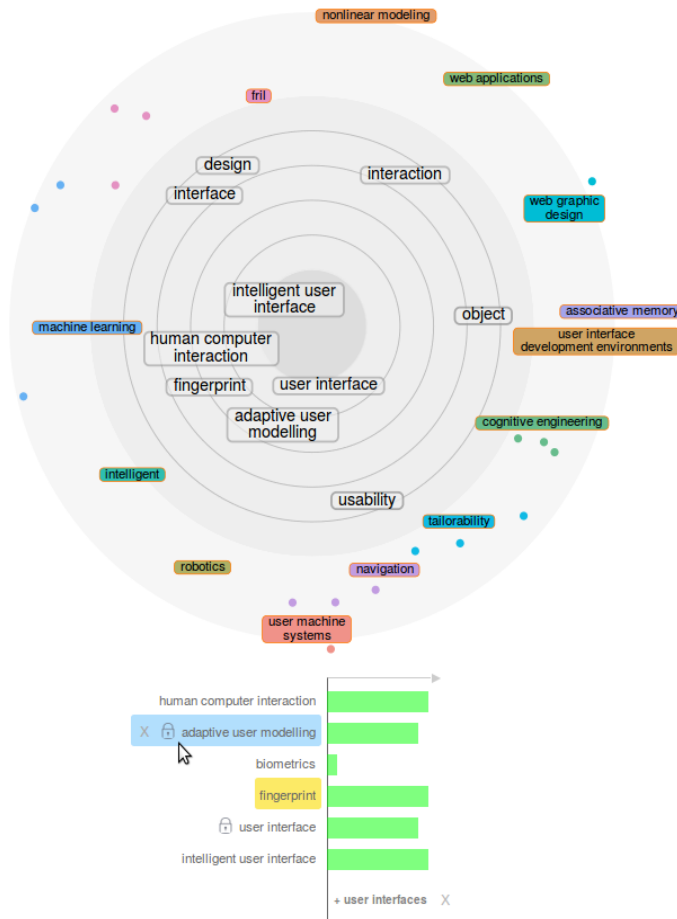 nonlinear modeling
web applications
fril
design
interaction
interface
web graphic
design
intelligent user
interface
associative memory
object
machine learning
user interface
development environments
human computer
interaction
fingerprint
user interface
adaptive user
modelling
cognitive engineering
intelligent
usability
tailorability
robotics
navigation
user machine
systems
human computer interaction
X adaptive user modelling
biometrics
fingerprint
user interface
intelligent user interface
+ user interfaces X